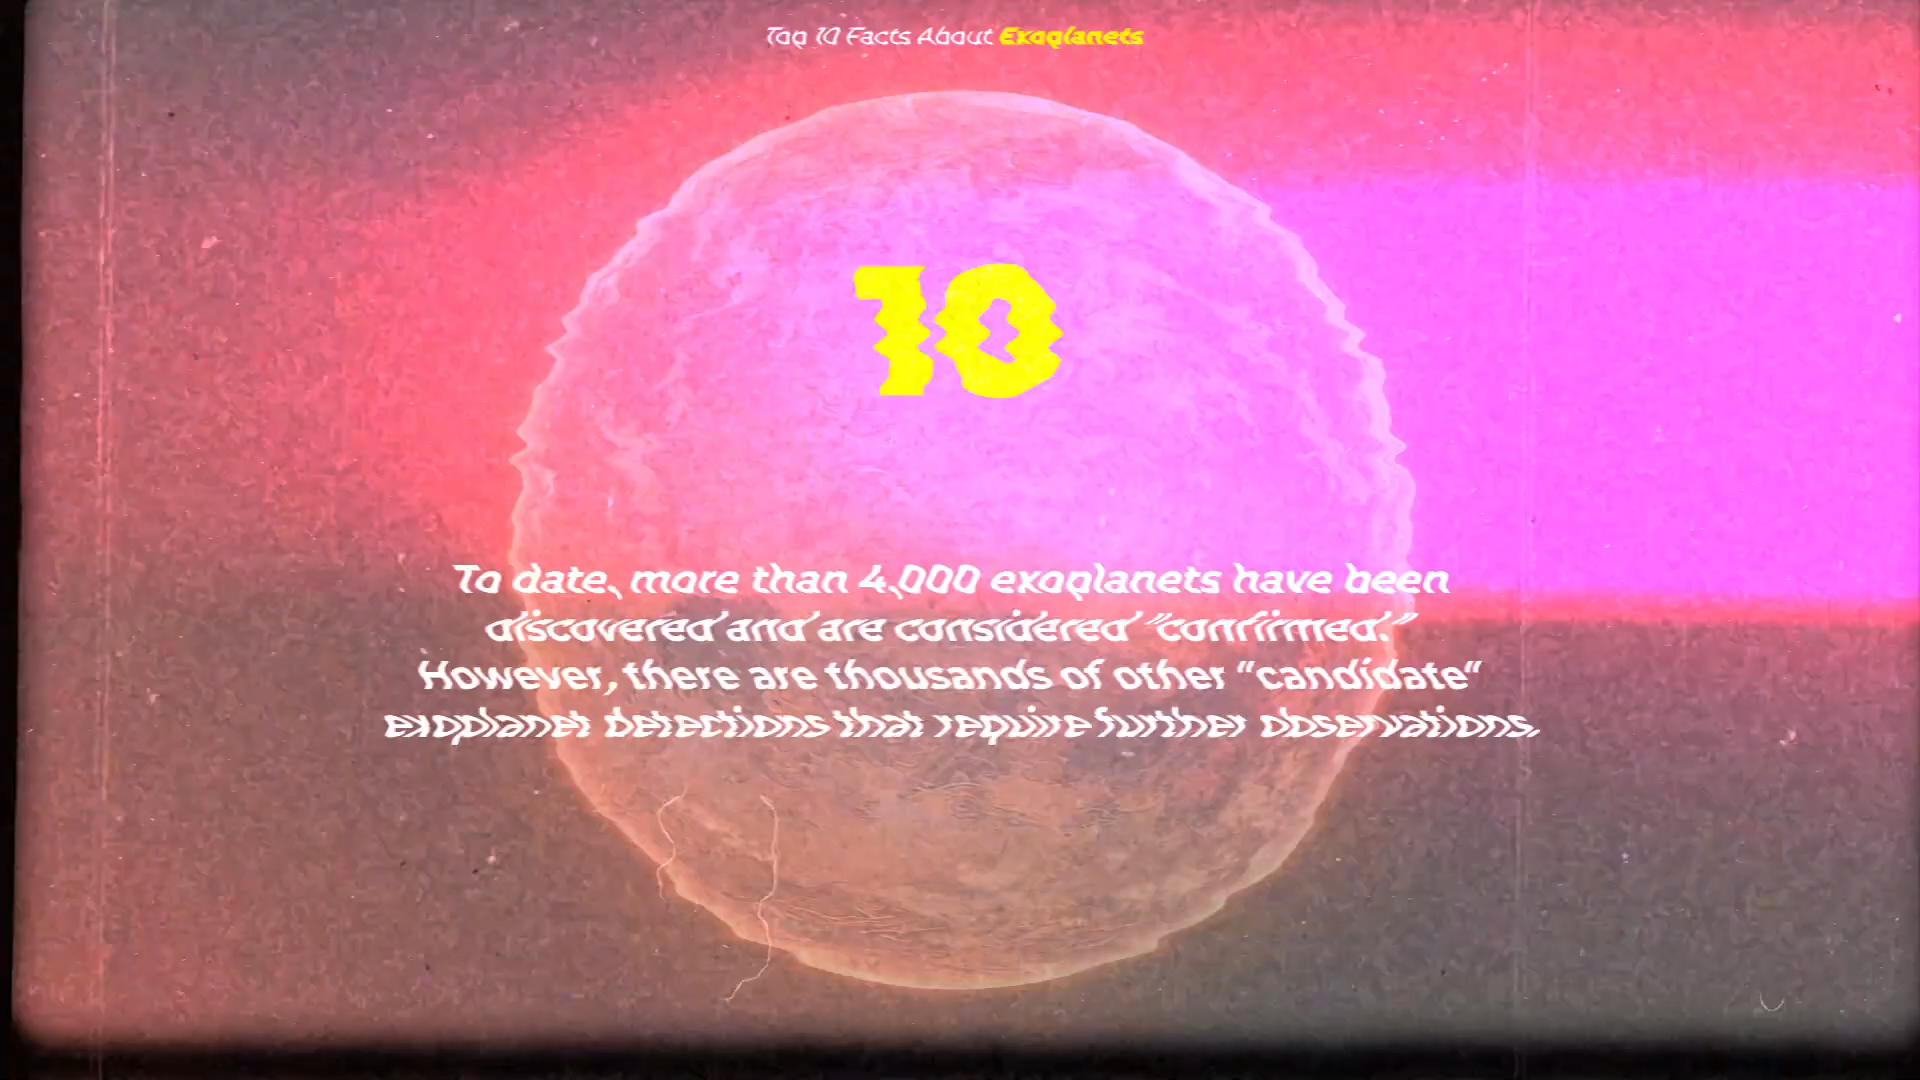 Top 10 Facts About Exoplanets
10
To date, more than 4,000 exoplanets have been
discovered and are considered “confirmed.”
However, there are thousands of other “candidate“
exoplanet detections that require further observations.